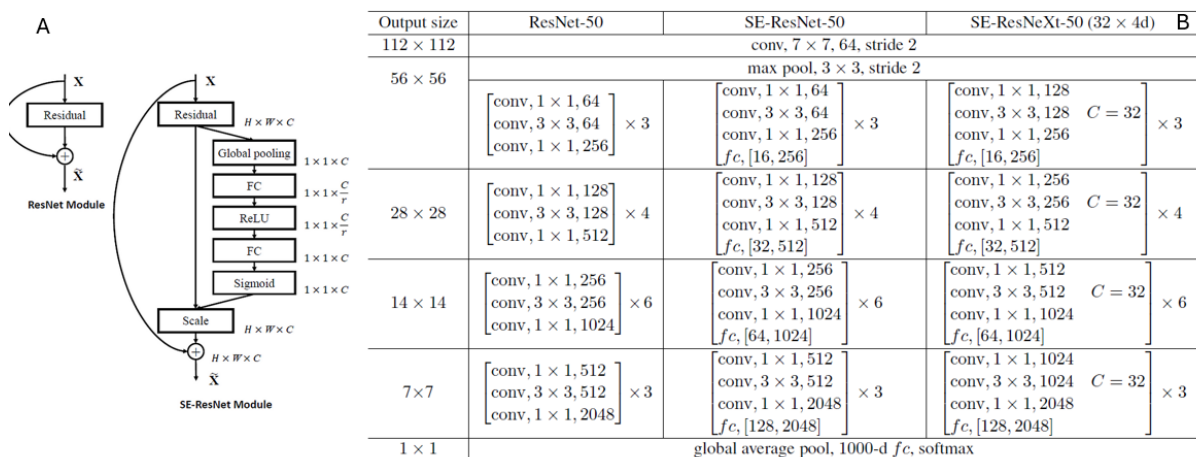 A
X
Residual
+
X̃
ResNet Module
X
Residual
H × W × C
Global pooling
1 × 1 × C
FC
1 × 1 × C/r
ReLU
1 × 1 × C/r
FC
1 × 1 × C
Sigmoid
1 × 1 × C
Scale
H × W × C
+
H × W × C
X̃
SE-ResNet Module
B
Output size ResNet-50 SE-ResNet-50 SE-ResNeXt-50 (32 × 4d)
112 × 112 conv, 7 × 7, 64, stride 2
56 × 56 max pool, 3 × 3, stride 2
conv, 1 × 1, 64
conv, 3 × 3, 64
conv, 1 × 1, 256
× 3
conv, 1 × 1, 64
conv, 3 × 3, 64
conv, 1 × 1, 256
fc, [16, 256]
× 3
conv, 1 × 1, 128
conv, 3 × 3, 128 C = 32
conv, 1 × 1, 256
fc, [16, 256]
× 3
28 × 28
conv, 1 × 1, 128
conv, 3 × 3, 128
conv, 1 × 1, 512
× 4
conv, 1 × 1, 128
conv, 3 × 3, 128
conv, 1 × 1, 512
fc, [32, 512]
× 4
conv, 1 × 1, 256
conv, 3 × 3, 256 C = 32
conv, 1 × 1, 512
fc, [32, 512]
× 4
14 × 14
conv, 1 × 1, 256
conv, 3 × 3, 256
conv, 1 × 1, 1024
× 6
conv, 1 × 1, 256
conv, 3 × 3, 256
conv, 1 × 1, 1024
fc, [64, 1024]
× 6
conv, 1 × 1, 512
conv, 3 × 3, 512 C = 32
conv, 1 × 1, 1024
fc, [64, 1024]
× 6
7×7
conv, 1 × 1, 512
conv, 3 × 3, 512
conv, 1 × 1, 2048
× 3
conv, 1 × 1, 512
conv, 3 × 3, 512
conv, 1 × 1, 2048
fc, [128, 2048]
× 3
conv, 1 × 1, 1024
conv, 3 × 3, 1024 C = 32
conv, 1 × 1, 2048
fc, [128, 2048]
× 3
1 × 1 global average pool, 1000-d fc, softmax